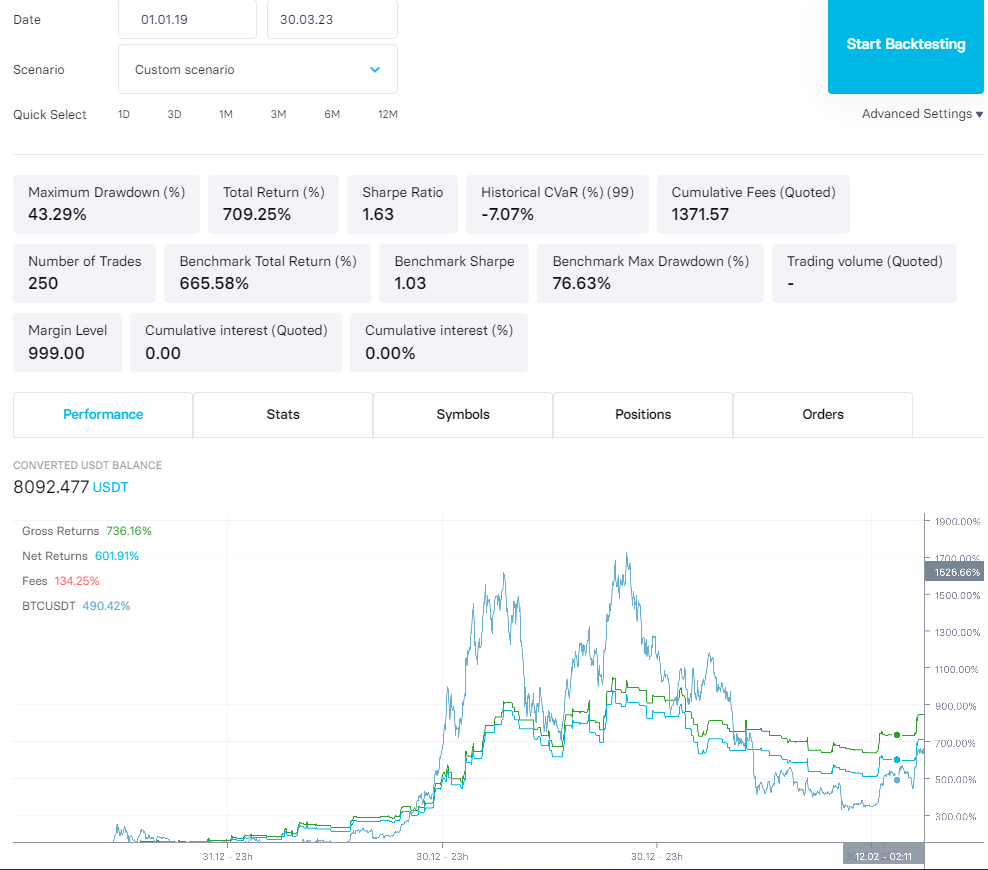 Date 01.01.19 30.03.23
Start Backtesting
Scenario Custom scenario
Quick Select 1D 3D 1M 3M 6M 12M
Advanced Settings ▾
Maximum Drawdown (%) Total Return (%) Sharpe Ratio Historical CVaR (%) (99) Cumulative Fees (Quoted)
43.29% 709.25% 1.63 -7.07% 1371.57
Number of Trades Benchmark Total Return (%) Benchmark Sharpe Benchmark Max Drawdown (%) Trading volume (Quoted)
250 665.58% 1.03 76.63% -
Margin Level Cumulative interest (Quoted) Cumulative interest (%)
999.00 0.00 0.00%
Performance Stats Symbols Positions Orders
CONVERTED USDT BALANCE
8092.477 USDT
Gross Returns 736.16%
Net Returns 601.91%
Fees 134.25%
BTCUSDT 490.42%
1900.00%
1700.00%
1626.66%
1500.00%
1300.00%
1100.00%
900.00%
700.00%
500.00%
300.00%
31.12 - 23h 30.12 - 23h 30.12 - 23h 12.02 - 02:11